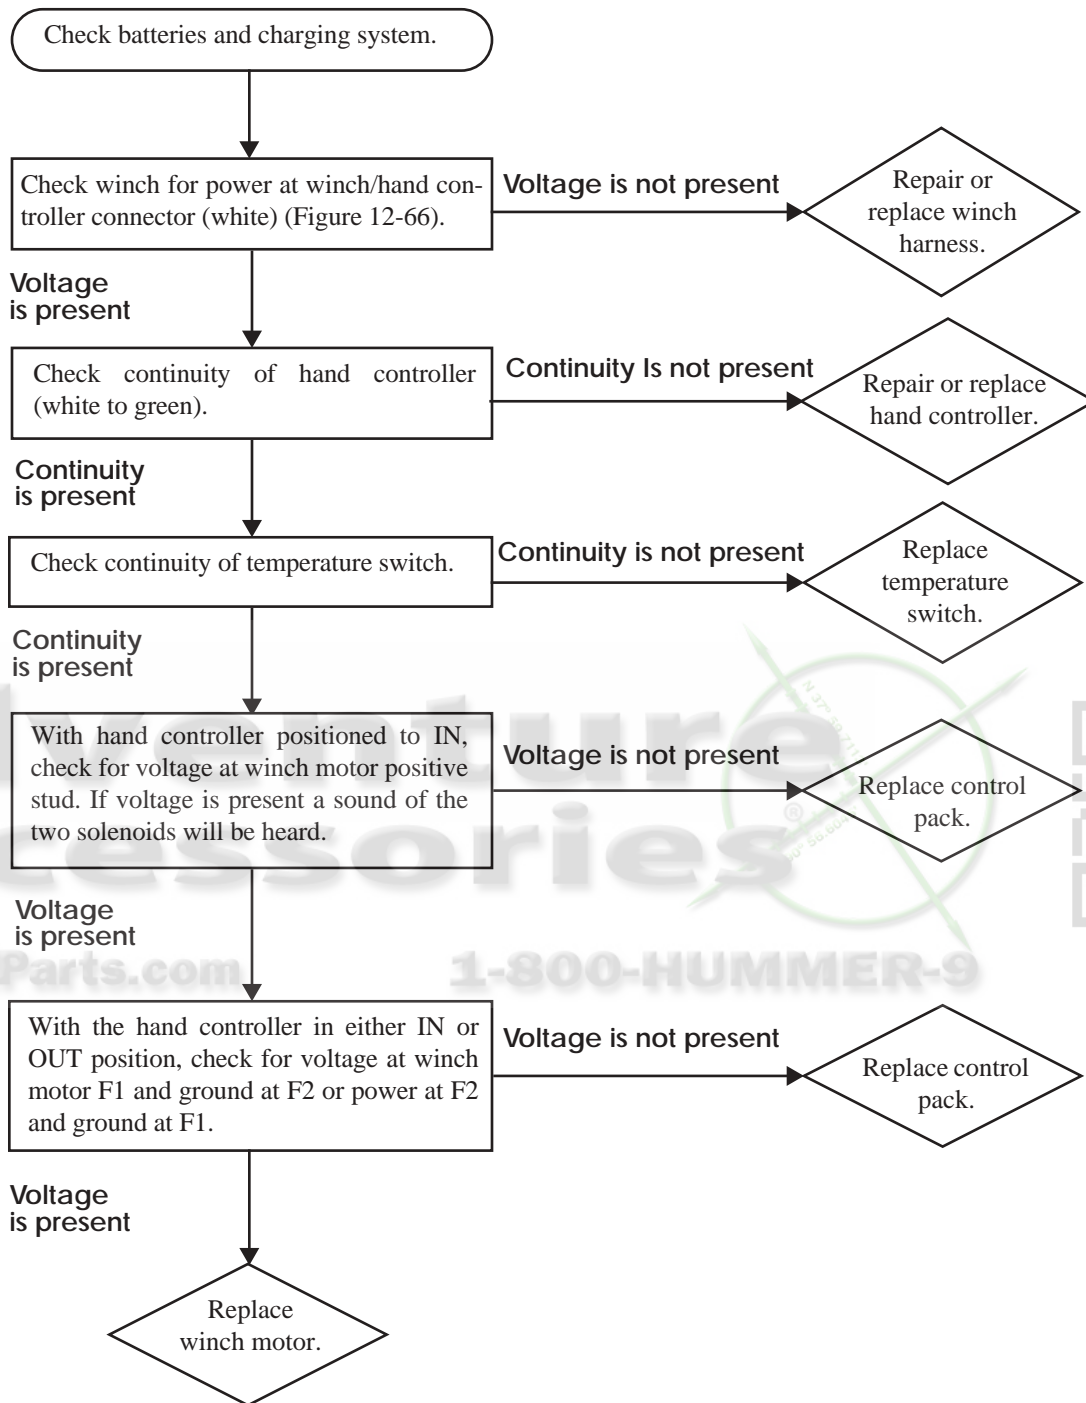 Check batteries and charging system.
Check winch for power at winch/hand con-
troller connector (white) (Figure 12-66).
Voltage is not present
Repair or
replace winch
harness.
Voltage
is present
Check continuity of hand controller
(white to green).
Continuity Is not present
Repair or replace
hand controller.
Continuity
is present
Check continuity of temperature switch.
Continuity is not present
Replace
temperature
switch.
Continuity
is present
With hand controller positioned to IN,
check for voltage at winch motor positive
stud. If voltage is present a sound of the
two solenoids will be heard.
Voltage is not present
Replace control
pack.
Voltage
is present
With the hand controller in either IN or
OUT position, check for voltage at winch
motor F1 and ground at F2 or power at F2
and ground at F1.
Voltage is not present
Replace control
pack.
Voltage
is present
Replace
winch motor.
dventure
®
cessories
Parts.com
1-800-HUMMER-9